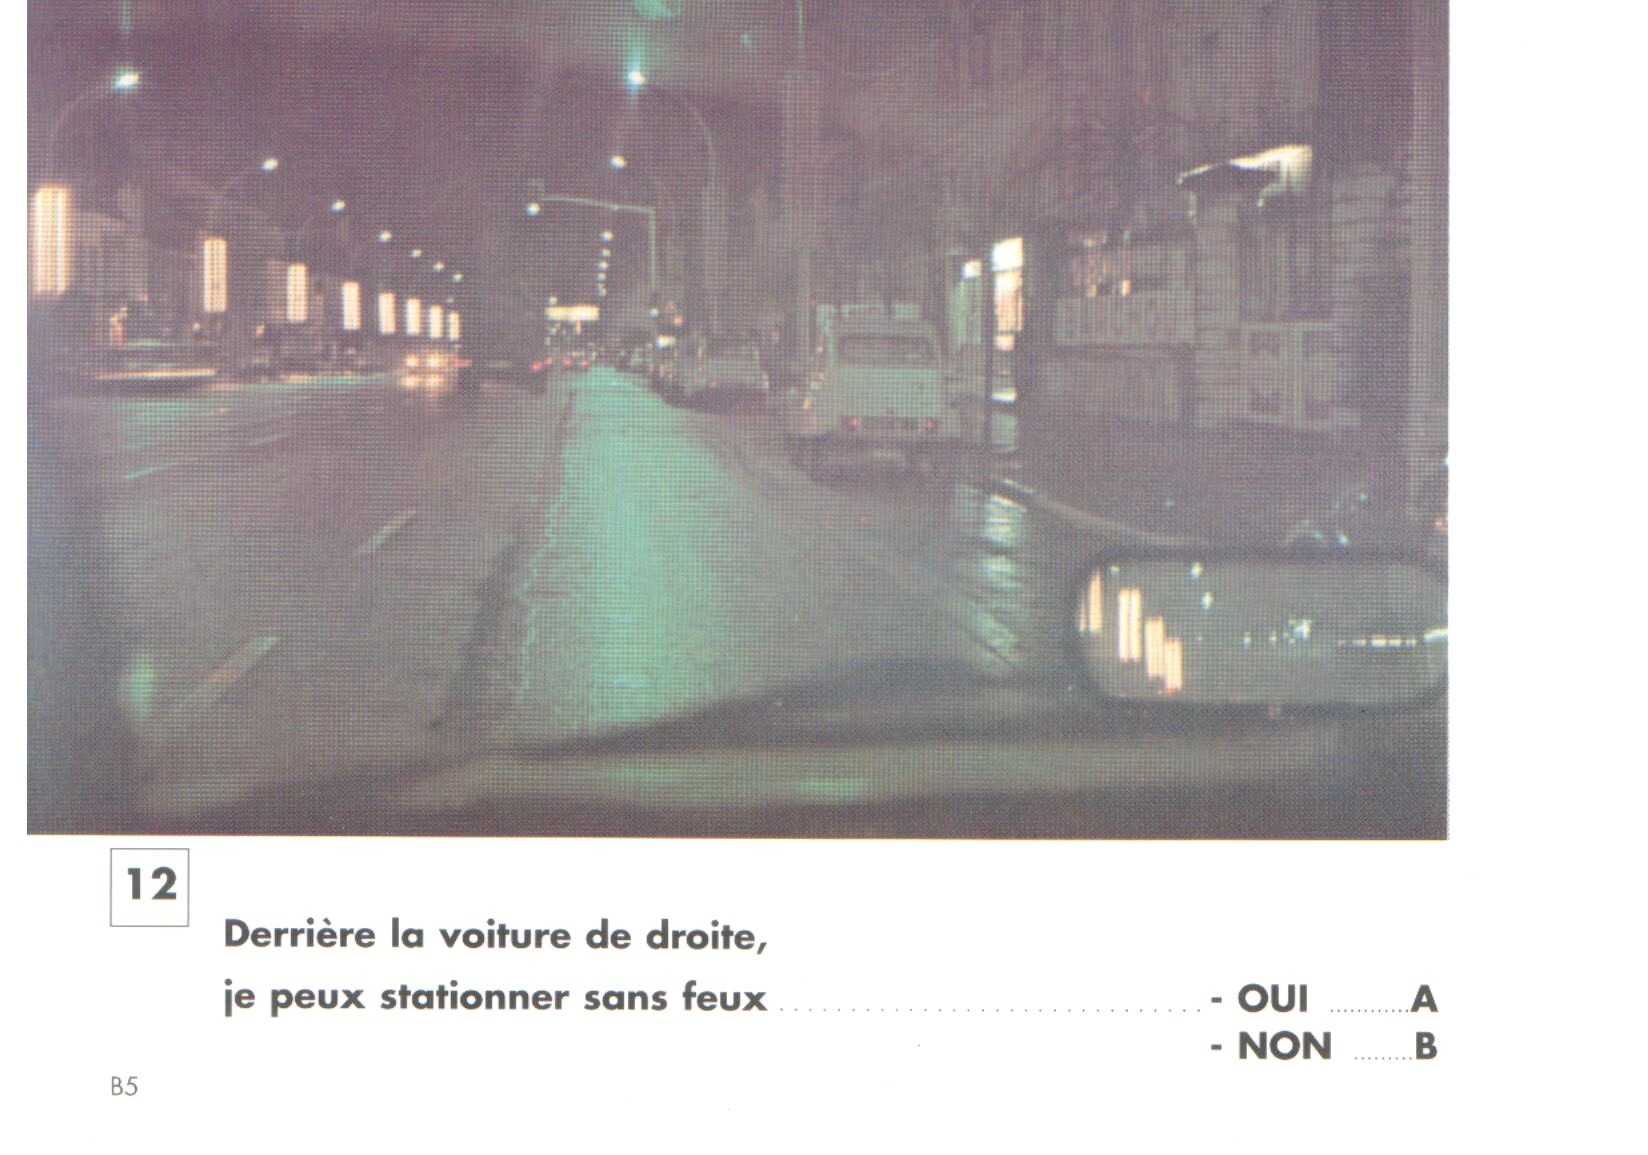 12
Derrière la voiture de droite,
je peux stationner sans feux ............................ - OUI ............A
- NON .........B
B5